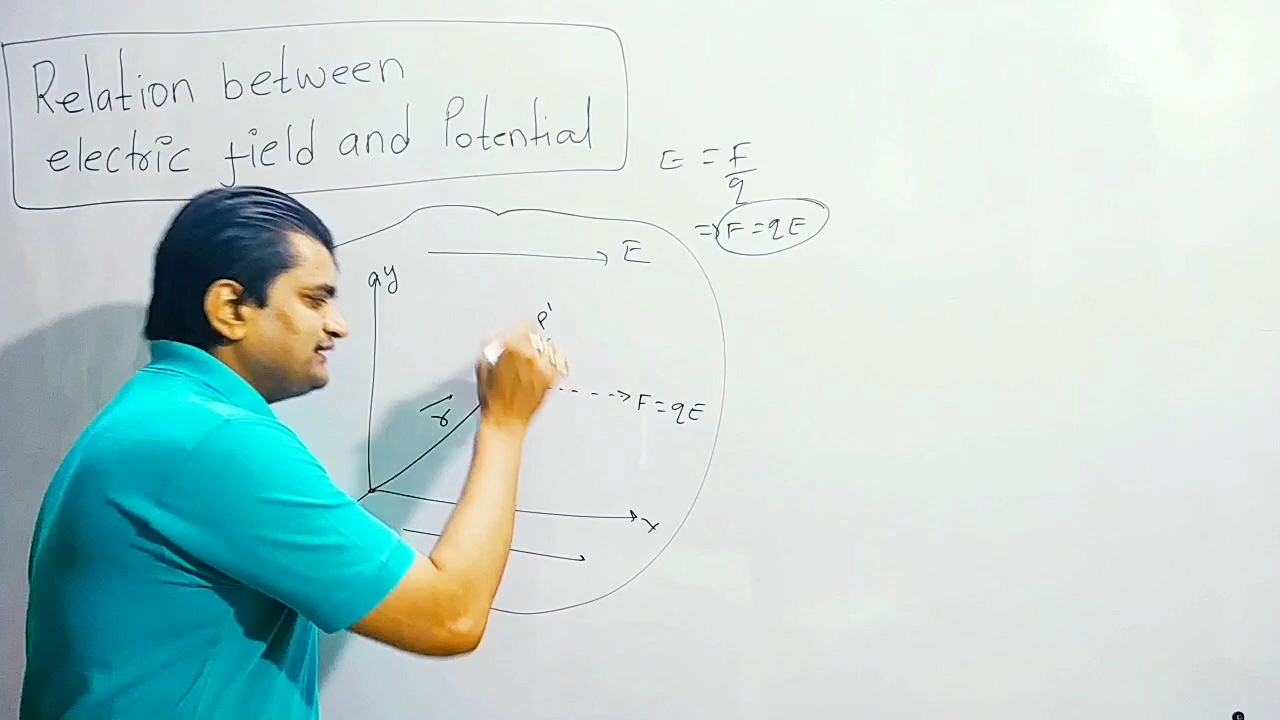 Relation between
electric field and Potential
E = F/q
=> F = qE
E
y
P'
r
F = qE
x